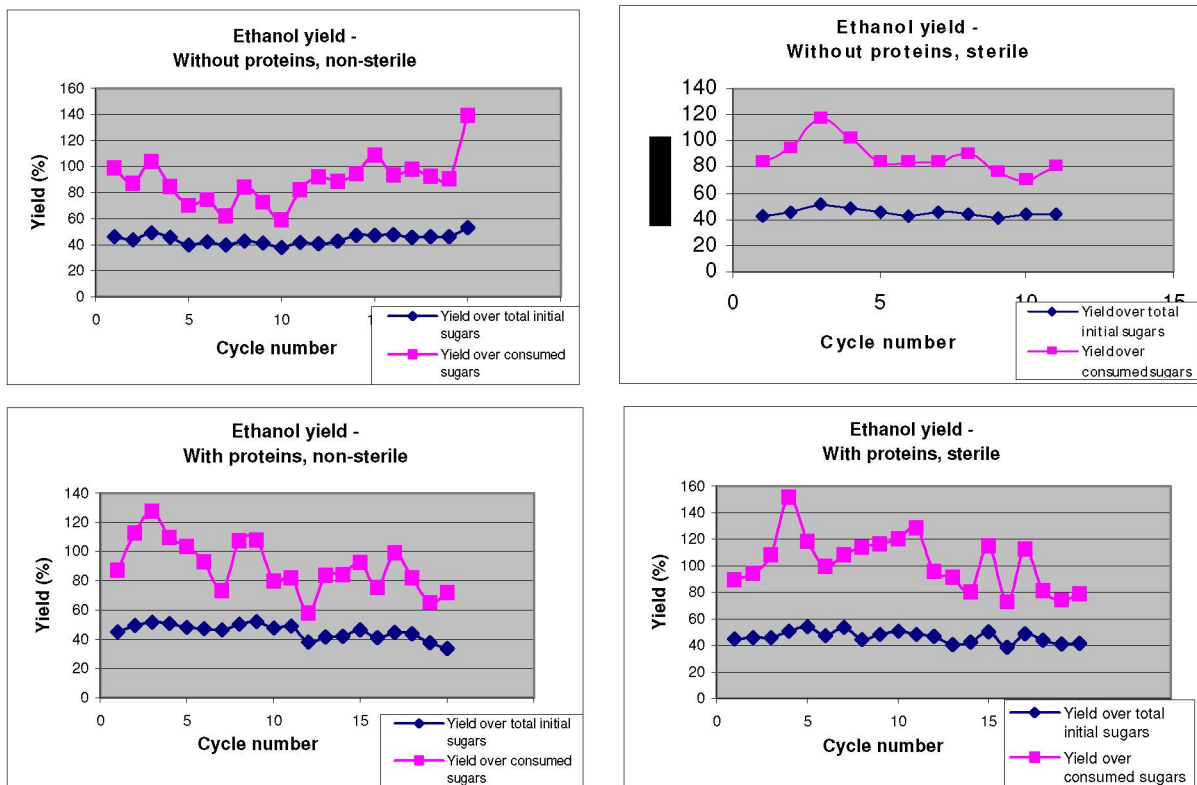 Ethanol yield -
Without proteins, non-sterile
160
140
120
100
80
60
40
20
0
Yield (%)
0
5
10
Cycle number
Yield over total initial
sugars
Yield over consumed
sugars
Ethanol yield -
Without proteins, sterile
140
120
100
80
60
40
20
0
0
5
10
15
Cycle number
Yield over total
initial sugars
Yield over
consumed sugars
Ethanol yield -
With proteins, non-sterile
140
120
100
80
60
40
20
0
Yield (%)
0
5
10
15
Cycle number
Yield over total initial
sugars
Yield over consumed
sugars
Ethanol yield -
With proteins, sterile
160
140
120
100
80
60
40
20
0
Yield (%)
0
5
10
15
Cycle number
Yield over total
initial sugars
Yield over
consumed sugars